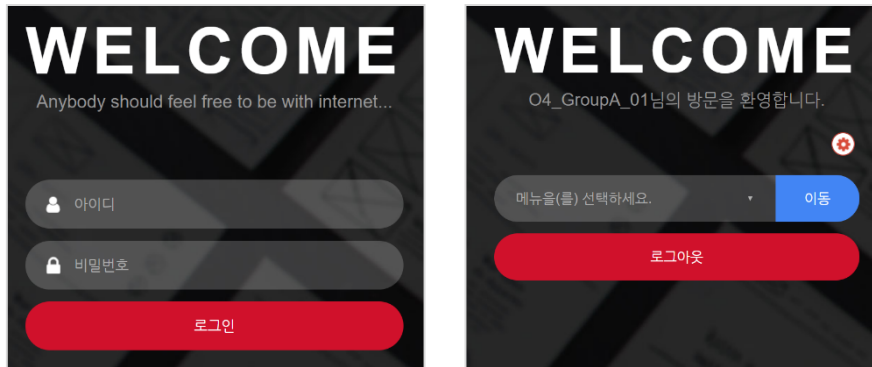 WELCOME
Anybody should feel free to be with internet...
아이디
비밀번호
로그인
WELCOME
O4_GroupA_01님의 방문을 환영합니다.
메뉴을(를) 선택하세요.
이동
로그아웃